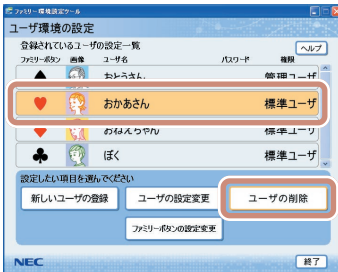 ファミリー環境設定ツール
ユーザ環境の設定
登録されているユーザの設定一覧
ヘルプ
ファミリーボタン 画像 ユーザ名 パスワード 権限
おとうさん 管理ユーザ
おかあさん 標準ユーザ
おねえちゃん 標準ユーザ
ぼく 標準ユーザ
設定したい項目を選んでください
新しいユーザの登録 ユーザの設定変更 ユーザの削除
ファミリーボタンの設定変更
NEC 終了